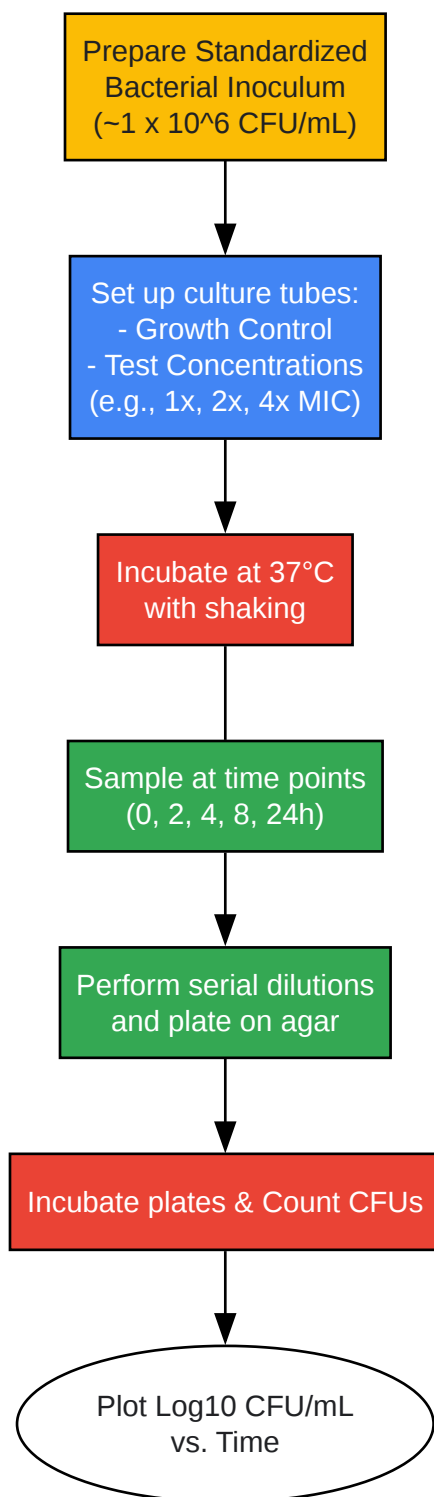 Prepare Standardized
Bacterial Inoculum
(~1 x 10^6 CFU/mL)
Set up culture tubes:
- Growth Control
- Test Concentrations
(e.g., 1x, 2x, 4x MIC)
Incubate at 37°C
with shaking
Sample at time points
(0, 2, 4, 8, 24h)
Perform serial dilutions
and plate on agar
Incubate plates & Count CFUs
Plot Log10 CFU/mL
vs. Time